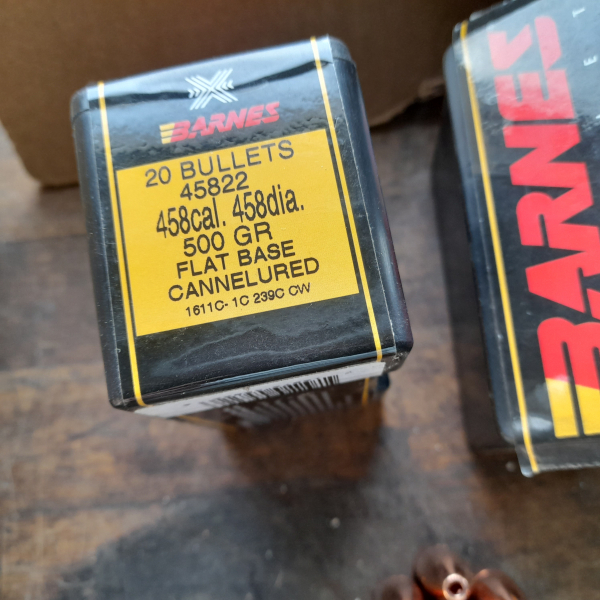 BARNES
20 BULLETS
45822
458cal. 458dia.
500 GR
FLAT BASE
CANNELURED
1611C- 1C 239C CW
BARNES
E T